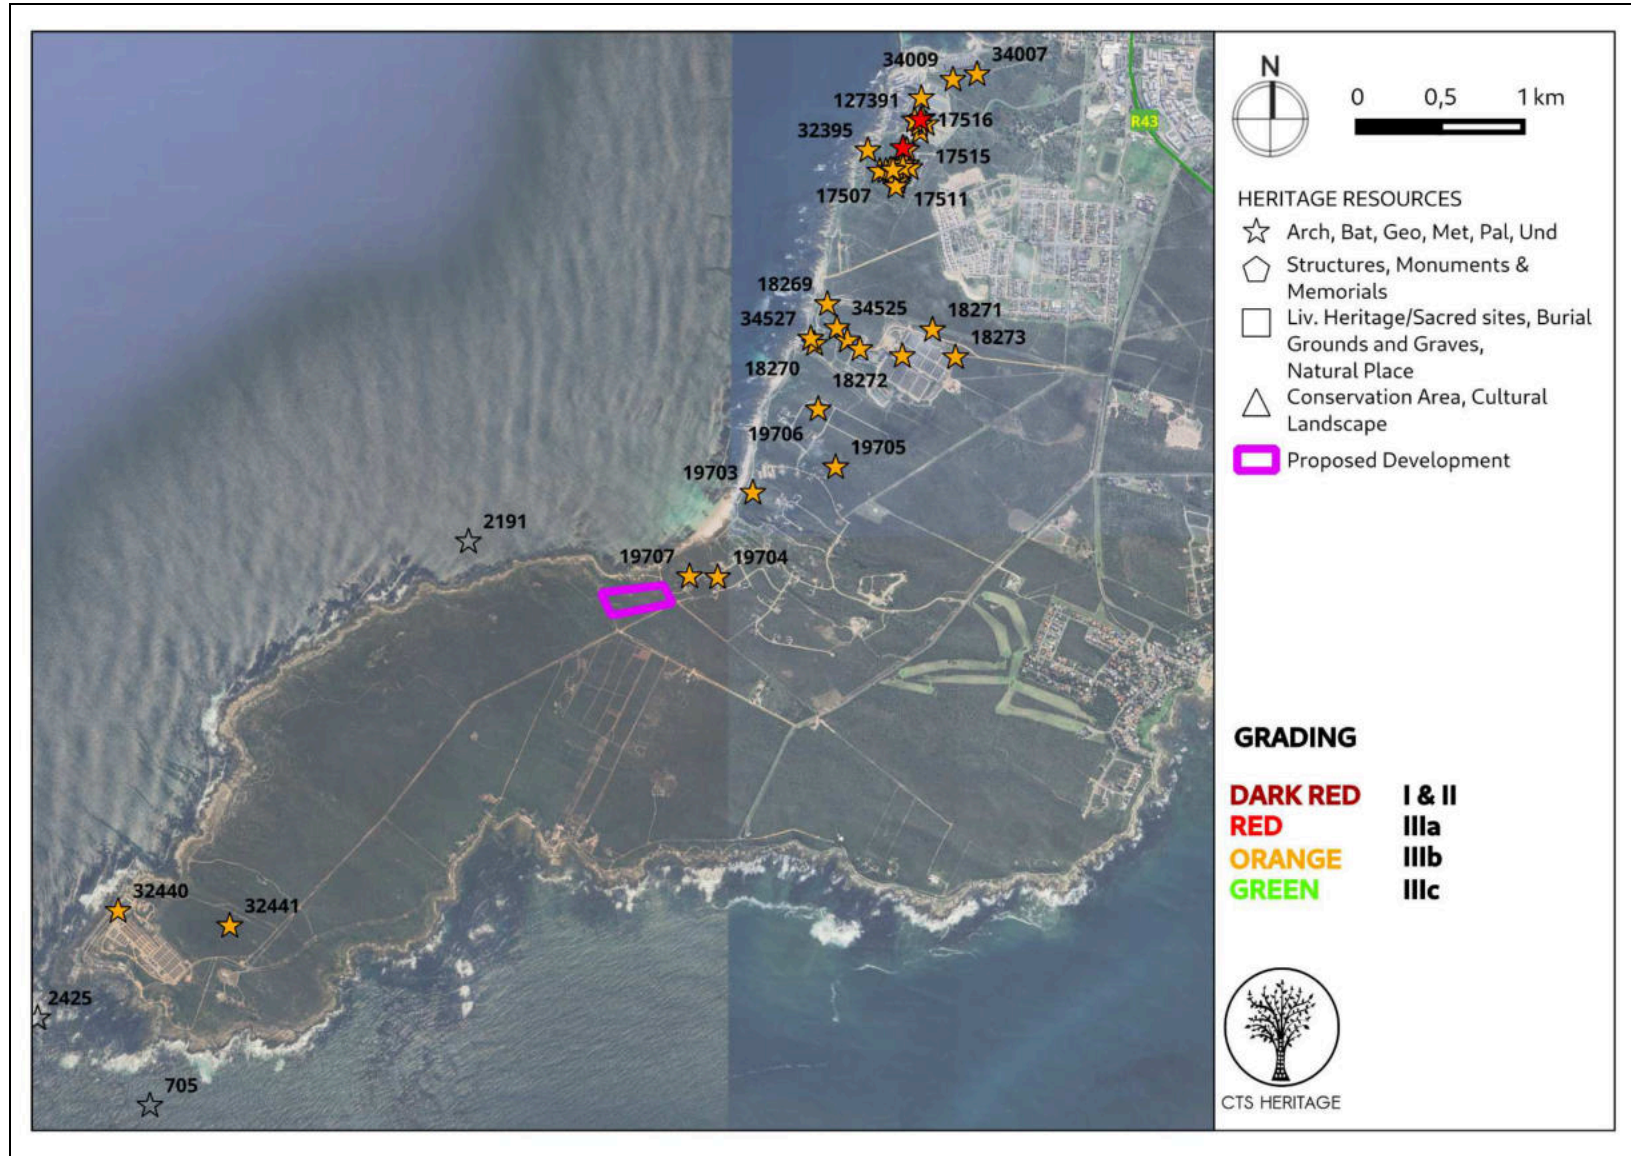 34009
34007
127391
17516
32395
17515
17507
17511
R43
18269
34525
18271
34527
18273
18270
18272
19706
19705
19703
2191
19707
19704
32440
32441
2425
705
N
0 0,5 1 km
HERITAGE RESOURCES
Arch, Bat, Geo, Met, Pal, Und
Structures, Monuments &
Memorials
Liv. Heritage/Sacred sites, Burial
Grounds and Graves,
Natural Place
Conservation Area, Cultural
Landscape
Proposed Development
GRADING
DARK RED I & II
RED IIIa
ORANGE IIIb
GREEN IIIc
CTS HERITAGE